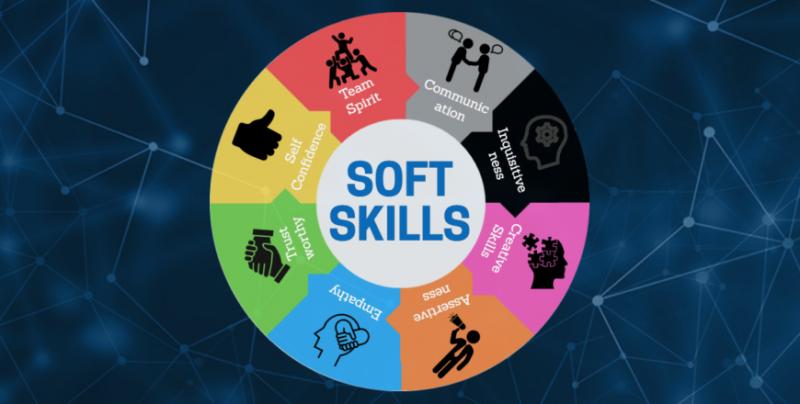 SOFT
SKILLS
Team
Spirit
Communic
ation
Inquisitive
ness
Creative
Skills
Assertive
ness
Empathy
Trust
worthy
Self
Confidence